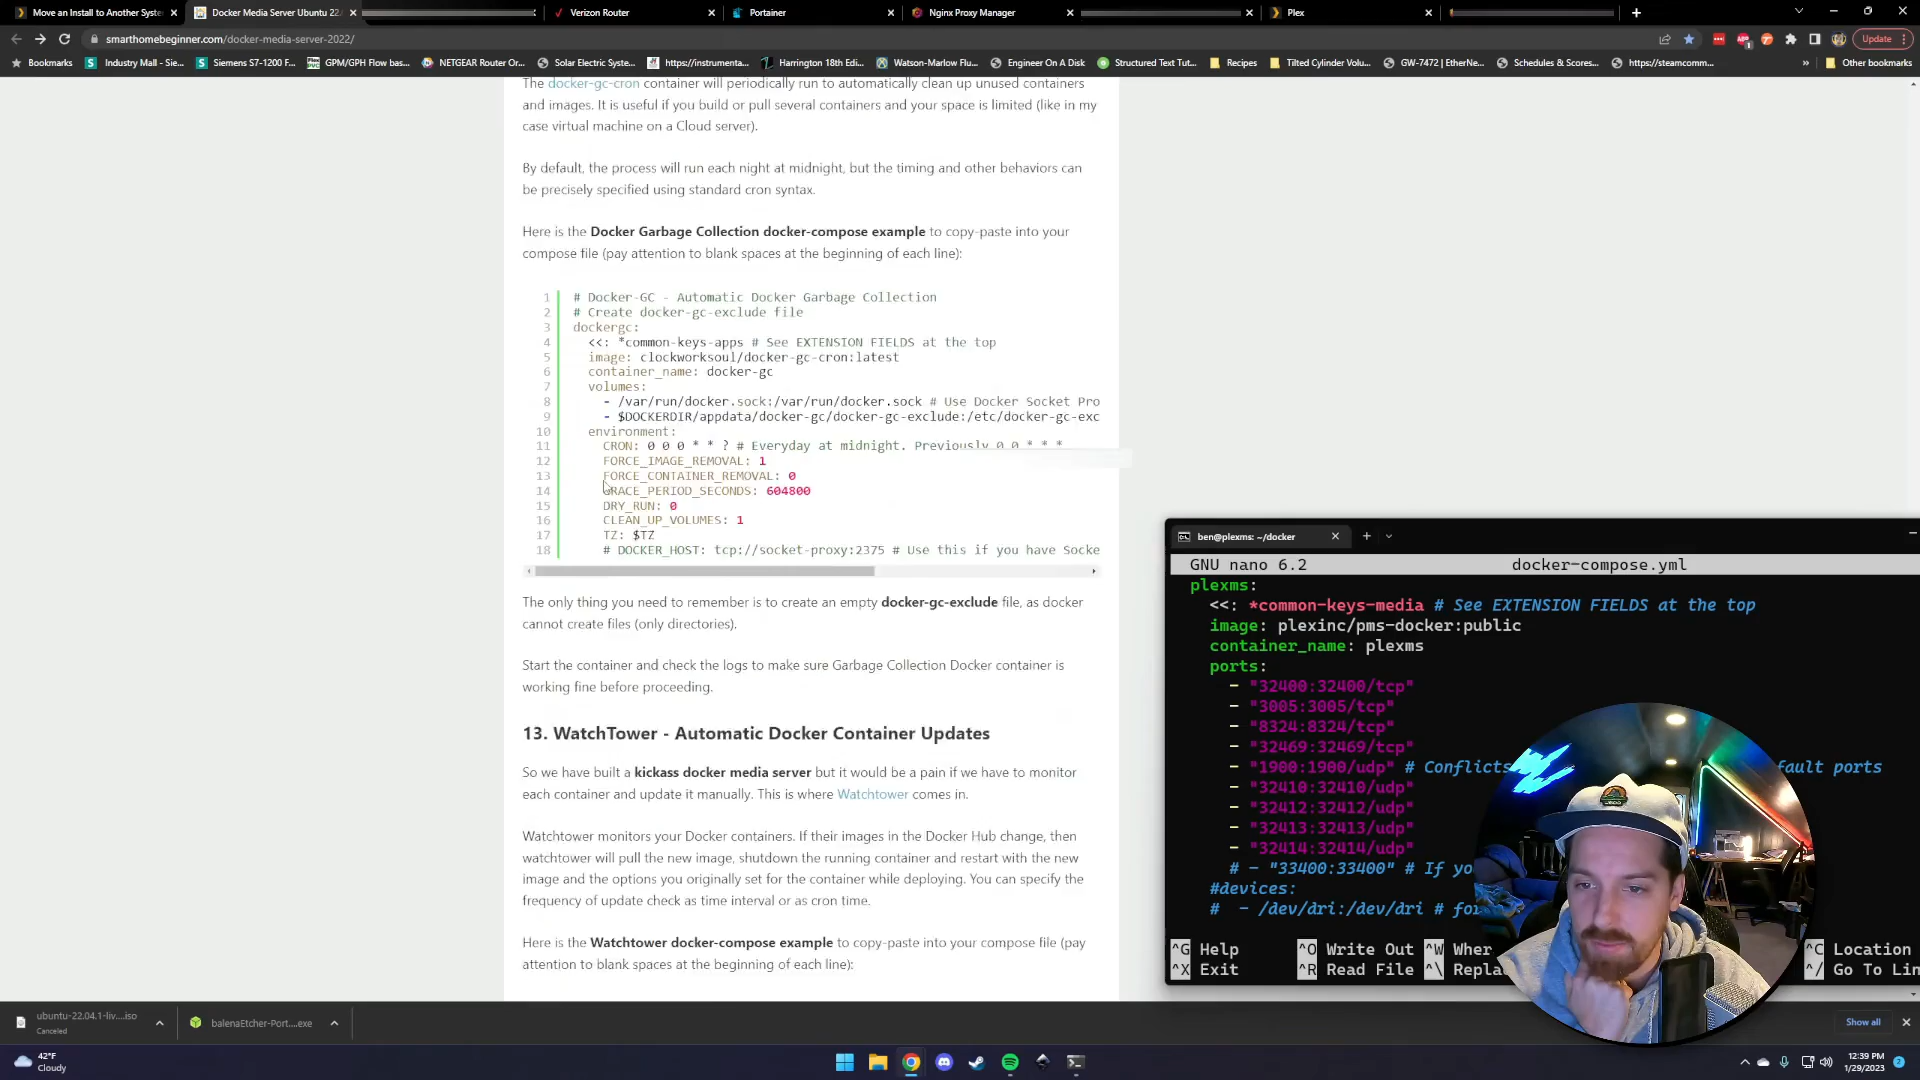 Move an Install to Another Syste
Docker Media Server Ubuntu 22.
Verizon Router
Portainer
Nginx Proxy Manager
Plex
smarthomebeginner.com/docker-media-server-2022/
Update
Bookmarks
Industry Mall - Sie...
Siemens S7-1200 F...
GPM/GPH Flow bas...
NETGEAR Router Or...
Solar Electric Syste...
https://instrumenta...
Harrington 18th Edi...
Watson-Marlow Flu...
Engineer On A Disk
Structured Text Tut...
Recipes
Tilted Cylinder Volu...
GW-7472 | EtherNe...
Schedules & Scores...
https://steamcomm...
»
Other bookmarks
The docker-gc-cron container will periodically run to automatically clean up unused containers
and images. It is useful if you build or pull several containers and your space is limited (like in my
case virtual machine on a Cloud server).
By default, the process will run each night at midnight, but the timing and other behaviors can
be precisely specified using standard cron syntax.
Here is the Docker Garbage Collection docker-compose example to copy-paste into your
compose file (pay attention to blank spaces at the beginning of each line):
1 # Docker-GC - Automatic Docker Garbage Collection
2 # Create docker-gc-exclude file
3 dockergc:
4 <<: *common-keys-apps # See EXTENSION FIELDS at the top
5 image: clockworksoul/docker-gc-cron:latest
6 container_name: docker-gc
7 volumes:
8 - /var/run/docker.sock:/var/run/docker.sock # Use Docker Socket Pro
9 - $DOCKERDIR/appdata/docker-gc/docker-gc-exclude:/etc/docker-gc-exc
10 environment:
11 CRON: 0 0 0 * * ? # Everyday at midnight. Previously 0 0 * * *
12 FORCE_IMAGE_REMOVAL: 1
13 FORCE_CONTAINER_REMOVAL: 0
14 GRACE_PERIOD_SECONDS: 604800
15 DRY_RUN: 0
16 CLEAN_UP_VOLUMES: 1
17 TZ: $TZ
18 # DOCKER_HOST: tcp://socket-proxy:2375 # Use this if you have Socke
The only thing you need to remember is to create an empty docker-gc-exclude file, as docker
cannot create files (only directories).
Start the container and check the logs to make sure Garbage Collection Docker container is
working fine before proceeding.
13. WatchTower - Automatic Docker Container Updates
So we have built a kickass docker media server but it would be a pain if we have to monitor
each container and update it manually. This is where Watchtower comes in.
Watchtower monitors your Docker containers. If their images in the Docker Hub change, then
watchtower will pull the new image, shutdown the running container and restart with the new
image and the options you originally set for the container while deploying. You can specify the
frequency of update check as time interval or as cron time.
Here is the Watchtower docker-compose example to copy-paste into your compose file (pay
attention to blank spaces at the beginning of each line):
ben@plexms: ~/docker
GNU nano 6.2 docker-compose.yml
plexms:
<<: *common-keys-media # See EXTENSION FIELDS at the top
image: plexinc/pms-docker:public
container_name: plexms
ports:
- "32400:32400/tcp"
- "3005:3005/tcp"
- "8324:8324/tcp"
- "32469:32469/tcp"
- "1900:1900/udp" # Conflicts fault ports
- "32410:32410/udp"
- "32412:32412/udp"
- "32413:32413/udp"
- "32414:32414/udp"
# - "33400:33400" # If yo
#devices:
# - /dev/dri:/dev/dri # fo
^G Help ^O Write Out ^W Wher ^C Location
^X Exit ^R Read File ^\ Repla ^/ Go To Lin
ubuntu-22.04.1-liv....iso
Canceled
balenaEtcher-Port....exe
Show all
42°F
Cloudy
12:39 PM
1/29/2023
2